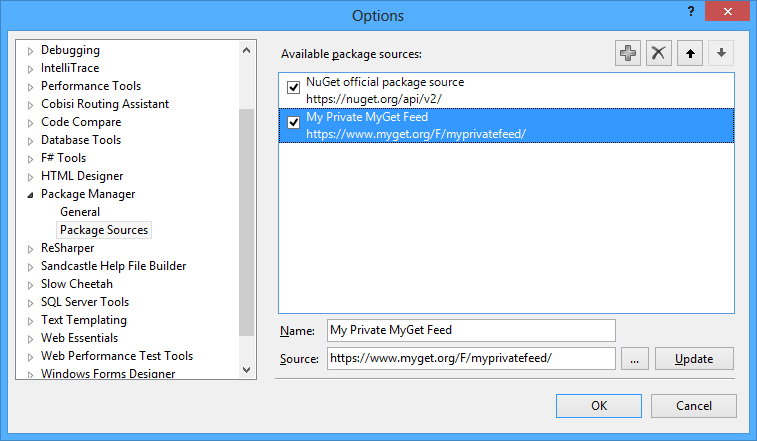 Options
?
Debugging
IntelliTrace
Performance Tools
Cobisi Routing Assistant
Code Compare
Database Tools
F# Tools
HTML Designer
Package Manager
General
Package Sources
ReSharper
Sandcastle Help File Builder
Slow Cheetah
SQL Server Tools
Text Templating
Web Essentials
Web Performance Test Tools
Windows Forms Designer
Available package sources:
NuGet official package source
https://nuget.org/api/v2/
My Private MyGet Feed
https://www.myget.org/F/myprivatefeed/
Name: My Private MyGet Feed
Source: https://www.myget.org/F/myprivatefeed/ ... Update
OK Cancel